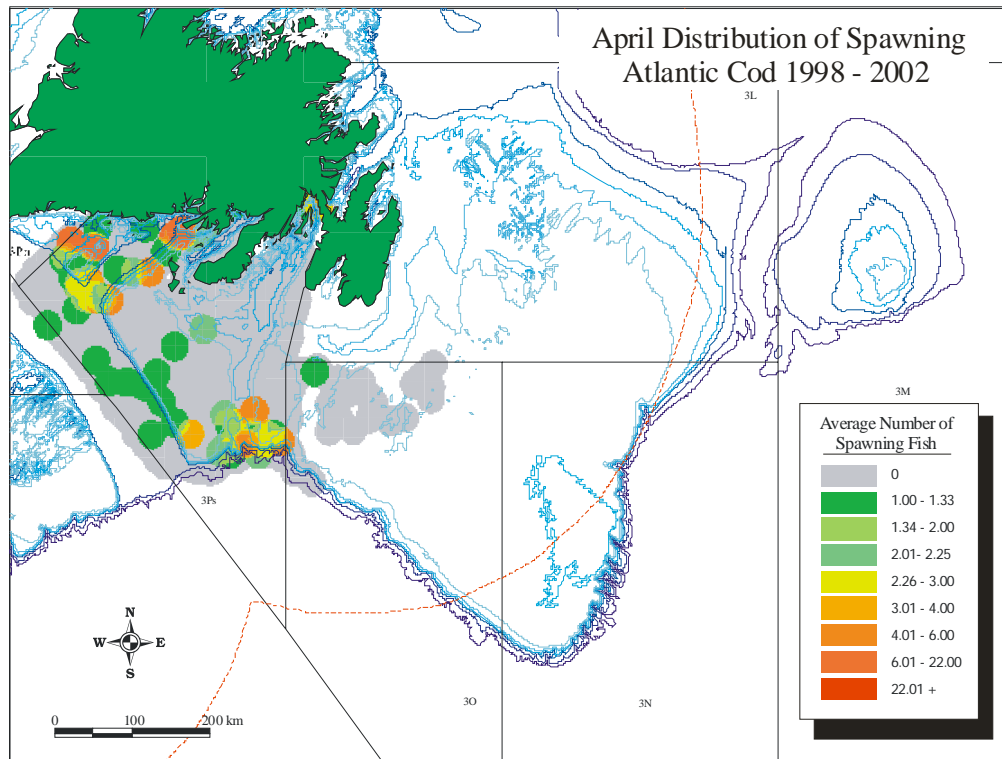 April Distribution of Spawning
Atlantic Cod 1998 - 2002
3L
3M
Average Number of
Spawning Fish
0
1.00 - 1.33
1.34 - 2.00
2.01- 2.25
2.26 - 3.00
3.01 - 4.00
4.01 - 6.00
6.01 - 22.00
22.01 +
3Ps
N
W E
S
3O
3N
0 100 200 km